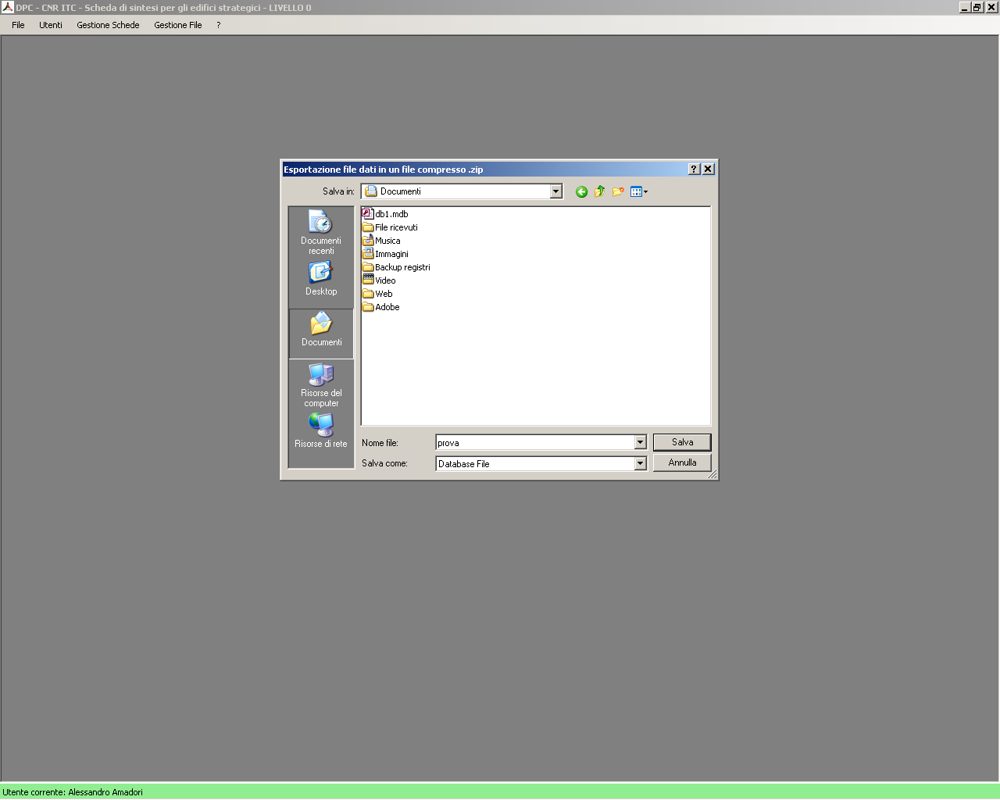 DPC - CNR ITC - Scheda di sintesi per gli edifici strategici - LIVELLO 0
File Utenti Gestione Schede Gestione File ?
Esportazione file dati in un file compresso .zip
Salva in: Documenti
Documenti recenti
Desktop
Documenti
Risorse del computer
Risorse di rete
db1.mdb
File ricevuti
Musica
Immagini
Backup registri
Video
Web
Adobe
Nome file: prova Salva
Salva come: Database File Annulla
Utente corrente: Alessandro Amadori